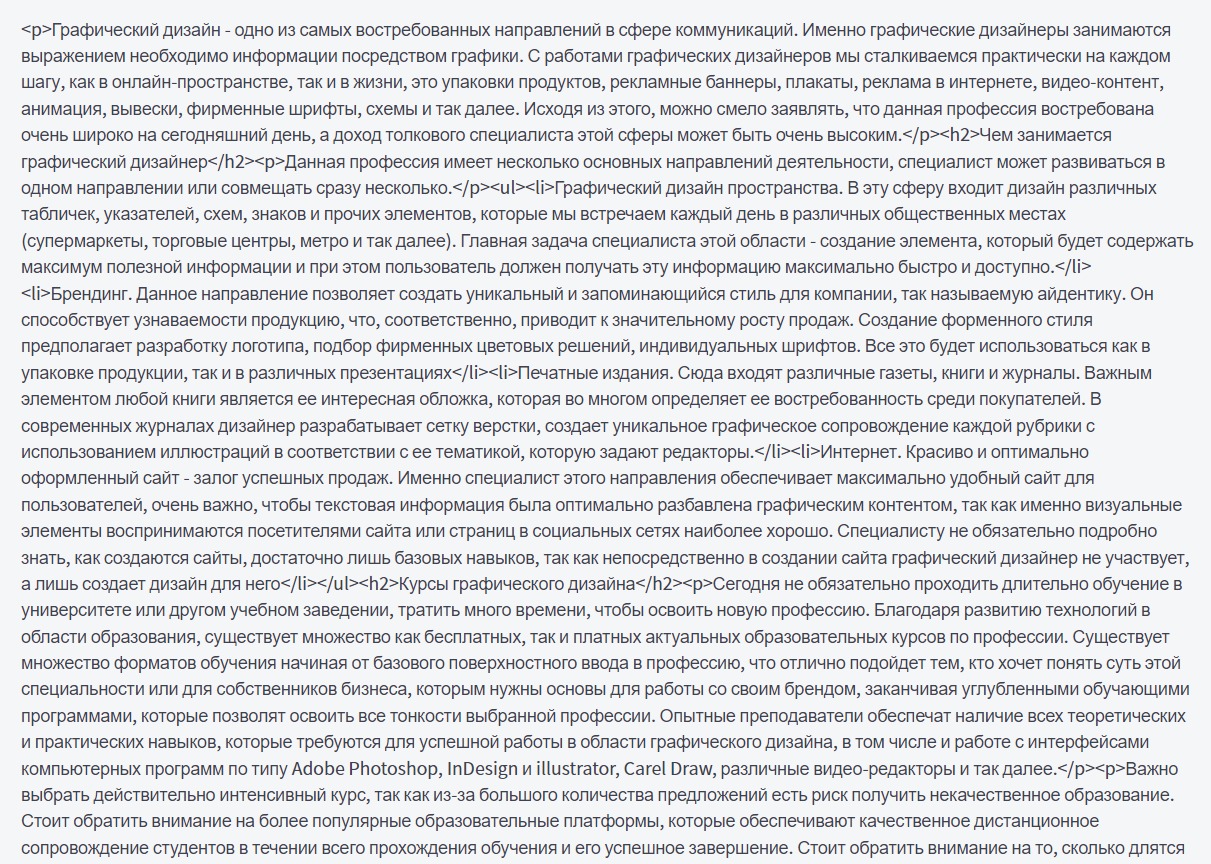 <p>Графический дизайн - одно из самых востребованных направлений в сфере коммуникаций. Именно графические дизайнеры занимаются
выражением необходимо информации посредством графики. С работами графических дизайнеров мы сталкиваемся практически на каждом
шагу, как в онлайн-пространстве, так и в жизни, это упаковки продуктов, рекламные баннеры, плакаты, реклама в интернете, видео-контент,
анимация, вывески, фирменные шрифты, схемы и так далее. Исходя из этого, можно смело заявлять, что данная профессия востребована
очень широко на сегодняшний день, а доход толкового специалиста этой сферы может быть очень высоким.</p><h2>Чем занимается
графический дизайнер</h2><p>Данная профессия имеет несколько основных направлений деятельности, специалист может развиваться в
одном направлении или совмещать сразу несколько.</p><ul><li>Графический дизайн пространства. В эту сферу входит дизайн различных
табличек, указателей, схем, знаков и прочих элементов, которые мы встречаем каждый день в различных общественных местах
(супермаркеты, торговые центры, метро и так далее). Главная задача специалиста этой области - создание элемента, который будет содержать
максимум полезной информации и при этом пользователь должен получать эту информацию максимально быстро и доступно.</li>
<li>Брендинг. Данное направление позволяет создать уникальный и запоминающийся стиль для компании, так называемую айдентику. Он
способствует узнаваемости продукцию, что, соответственно, приводит к значительному росту продаж. Создание форменного стиля
предполагает разработку логотипа, подбор фирменных цветовых решений, индивидуальных шрифтов. Все это будет использоваться как в
упаковке продукции, так и в различных презентациях</li><li>Печатные издания. Сюда входят различные газеты, книги и журналы. Важным
элементом любой книги является ее интересная обложка, которая во многом определяет ее востребованность среди покупателей. В
современных журналах дизайнер разрабатывает сетку верстки, создает уникальное графическое сопровождение каждой рубрики с
использованием иллюстраций в соответствии с ее тематикой, которую задают редакторы.</li><li>Интернет. Красиво и оптимально
оформленный сайт - залог успешных продаж. Именно специалист этого направления обеспечивает максимально удобный сайт для
пользователей, очень важно, чтобы текстовая информация была оптимально разбавлена графическим контентом, так как именно визуальные
элементы воспринимаются посетителями сайта или страниц в социальных сетях наиболее хорошо. Специалисту не обязательно подробно
знать, как создаются сайты, достаточно лишь базовых навыков, так как непосредственно в создании сайта графический дизайнер не участвует,
а лишь создает дизайн для него</li></ul><h2>Курсы графического дизайна</h2><p>Сегодня не обязательно проходить длительно обучение в
университете или другом учебном заведении, тратить много времени, чтобы освоить новую профессию. Благодаря развитию технологий в
области образования, существует множество как бесплатных, так и платных актуальных образовательных курсов по профессии. Существует
множество форматов обучения начиная от базового поверхностного ввода в профессию, что отлично подойдет тем, кто хочет понять суть этой
специальности или для собственников бизнеса, которым нужны основы для работы со своим брендом, заканчивая углубленными обучающими
программами, которые позволят освоить все тонкости выбранной профессии. Опытные преподаватели обеспечат наличие всех теоретических
и практических навыков, которые требуются для успешной работы в области графического дизайна, в том числе и работе с интерфейсами
компьютерных программ по типу Adobe Photoshop, InDesign и illustrator, Carel Draw, различные видео-редакторы и так далее.</p><p>Важно
выбрать действительно интенсивный курс, так как из-за большого количества предложений есть риск получить некачественное образование.
Стоит обратить внимание на более популярные образовательные платформы, которые обеспечивают качественное дистанционное
сопровождение студентов в течении всего прохождения обучения и его успешное завершение. Стоит обратить внимание на то, сколько длятся